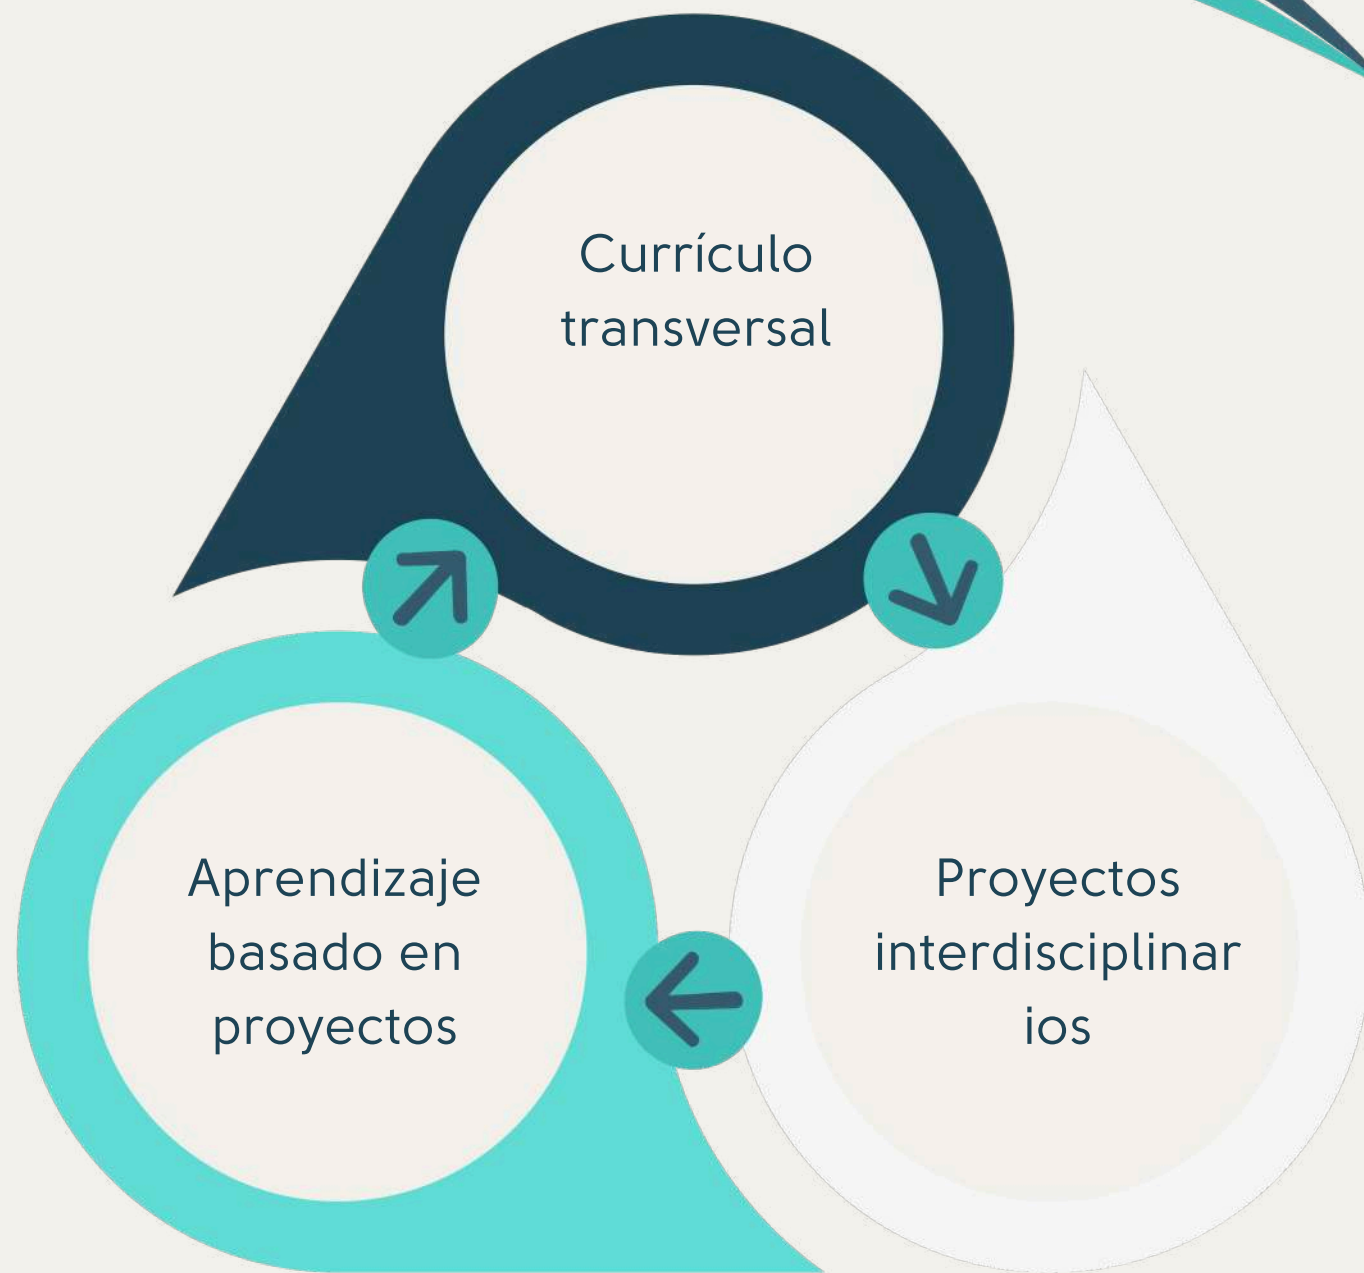 Currículo
transversal
Aprendizaje
basado en
proyectos
Proyectos
interdisciplinar
ios